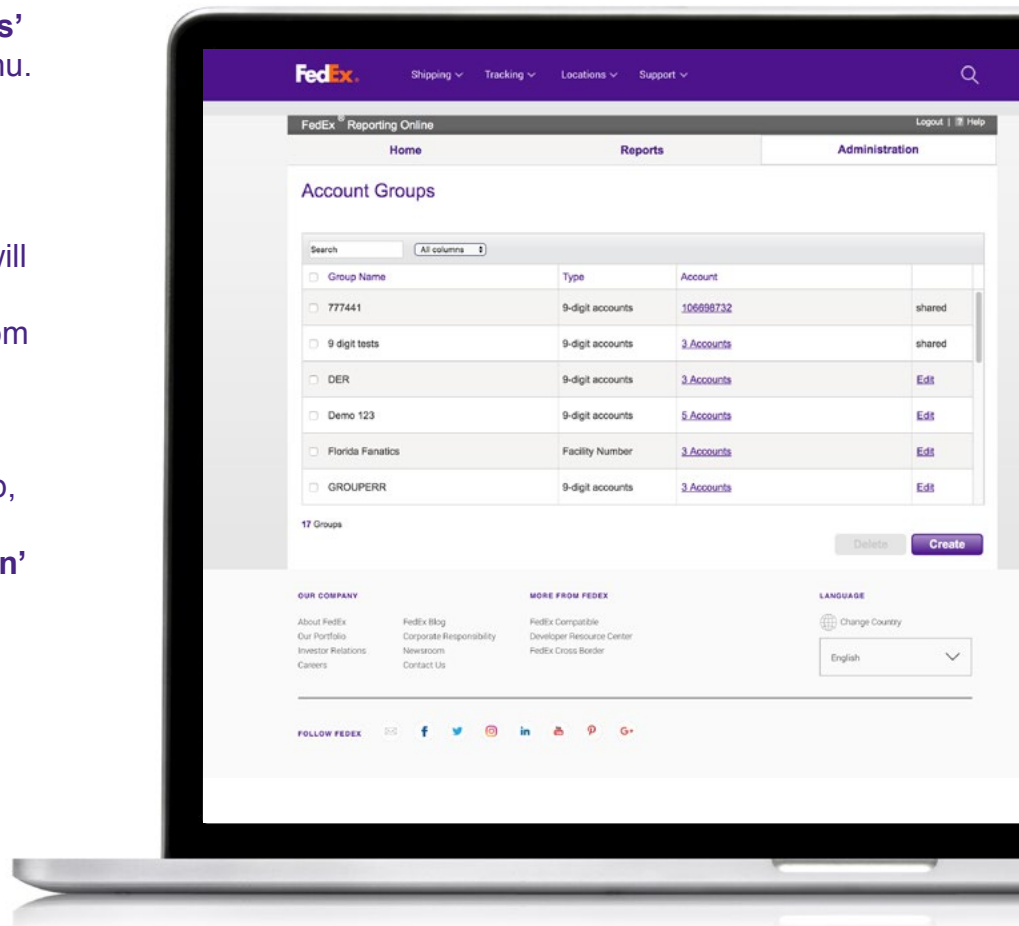 s’
nu.
will
om
o,
n’
FedEx® Shipping Tracking Locations Support
FedEx® Reporting Online Logout | ? Help
Home Reports Administration
Account Groups
Search All columns
Group Name Type Account
777441 9-digit accounts 106698732 shared
9 digit tests 9-digit accounts 3 Accounts shared
DER 9-digit accounts 3 Accounts Edit
Demo 123 9-digit accounts 5 Accounts Edit
Florida Fanatics Facility Number 3 Accounts Edit
GROUPERR 9-digit accounts 3 Accounts Edit
17 Groups
Delete Create
OUR COMPANY MORE FROM FEDEX LANGUAGE
About FedEx FedEx Blog FedEx Compatible Change Country
Our Portfolio Corporate Responsibility Developer Resource Center
Investor Relations Newsroom FedEx Cross Border English
Careers Contact Us
FOLLOW FEDEX f in G+